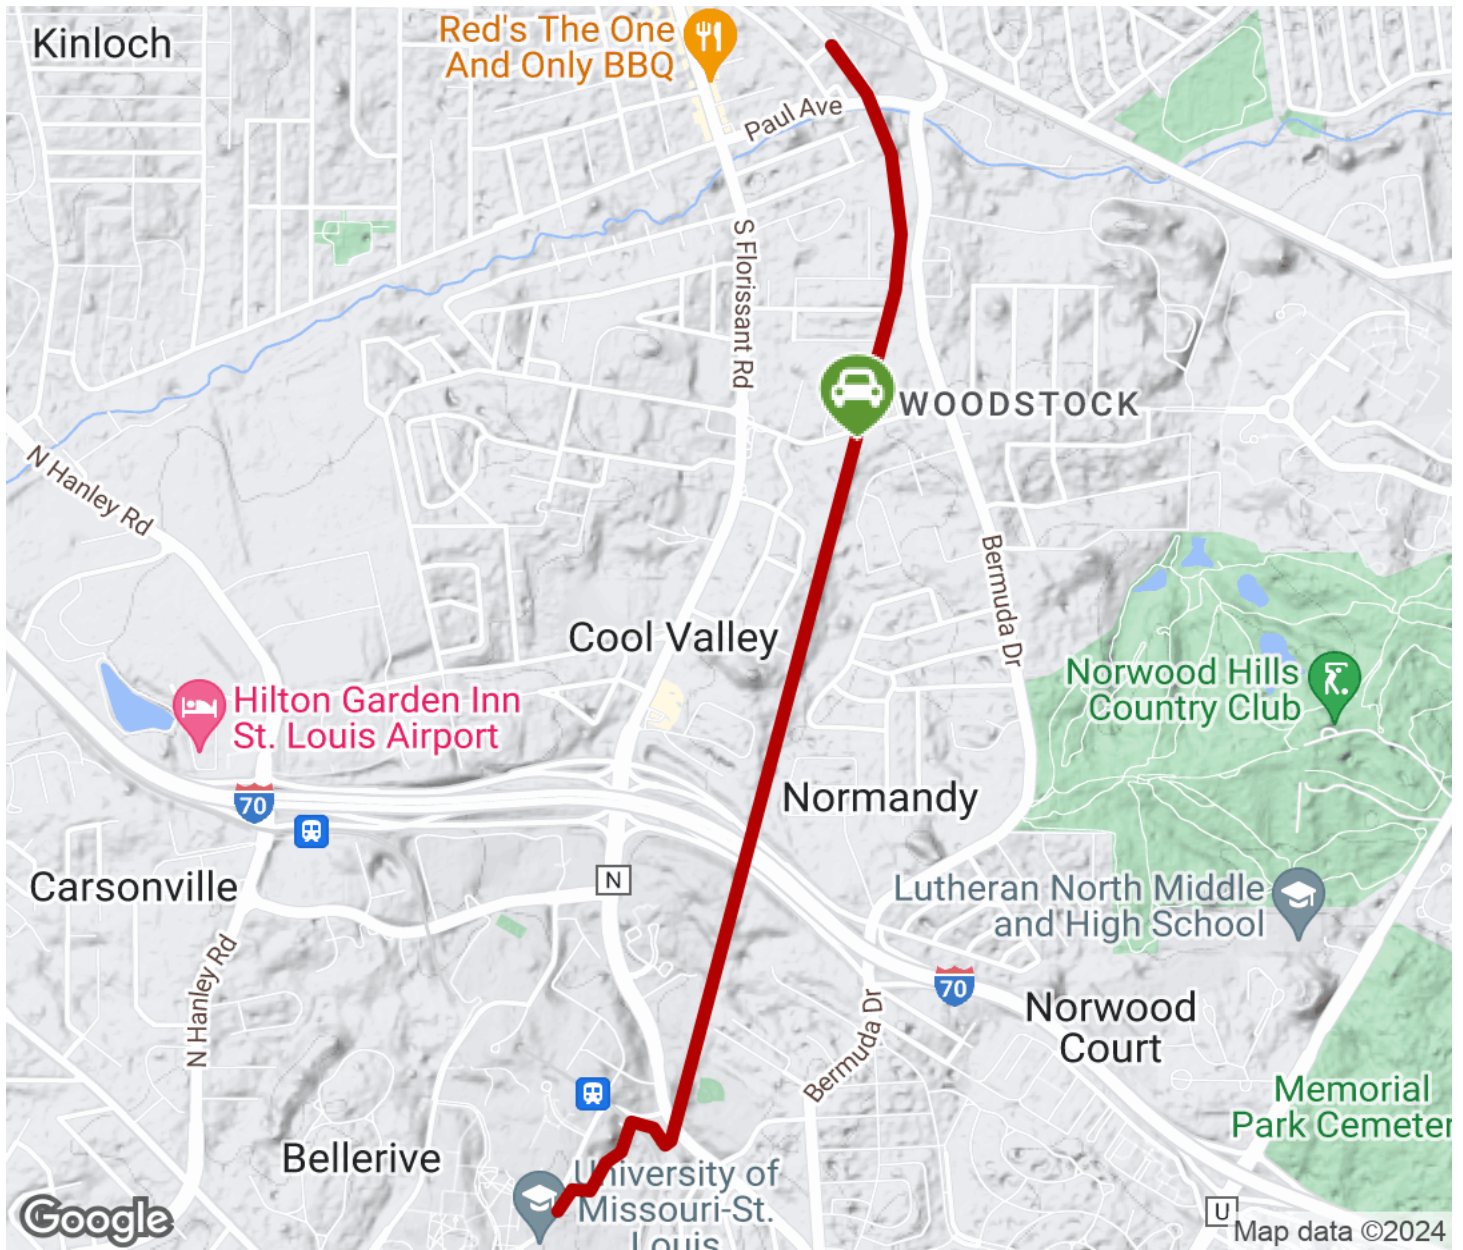 Kinloch
Red's The One
And Only BBQ
Paul Ave
S Florissant Rd
WOODSTOCK
N Hanley Rd
Bermuda Dr
Cool Valley
Norwood Hills
Country Club
Hilton Garden Inn
St. Louis Airport
70
Normandy
N
Carsonville
Lutheran North Middle
and High School
N Hanley Rd
70
Bermuda Dr
Norwood
Court
Memorial
Park Cemeter
Bellerive
University of
Missouri-St.
Louis
U
Google
Map data ©2024